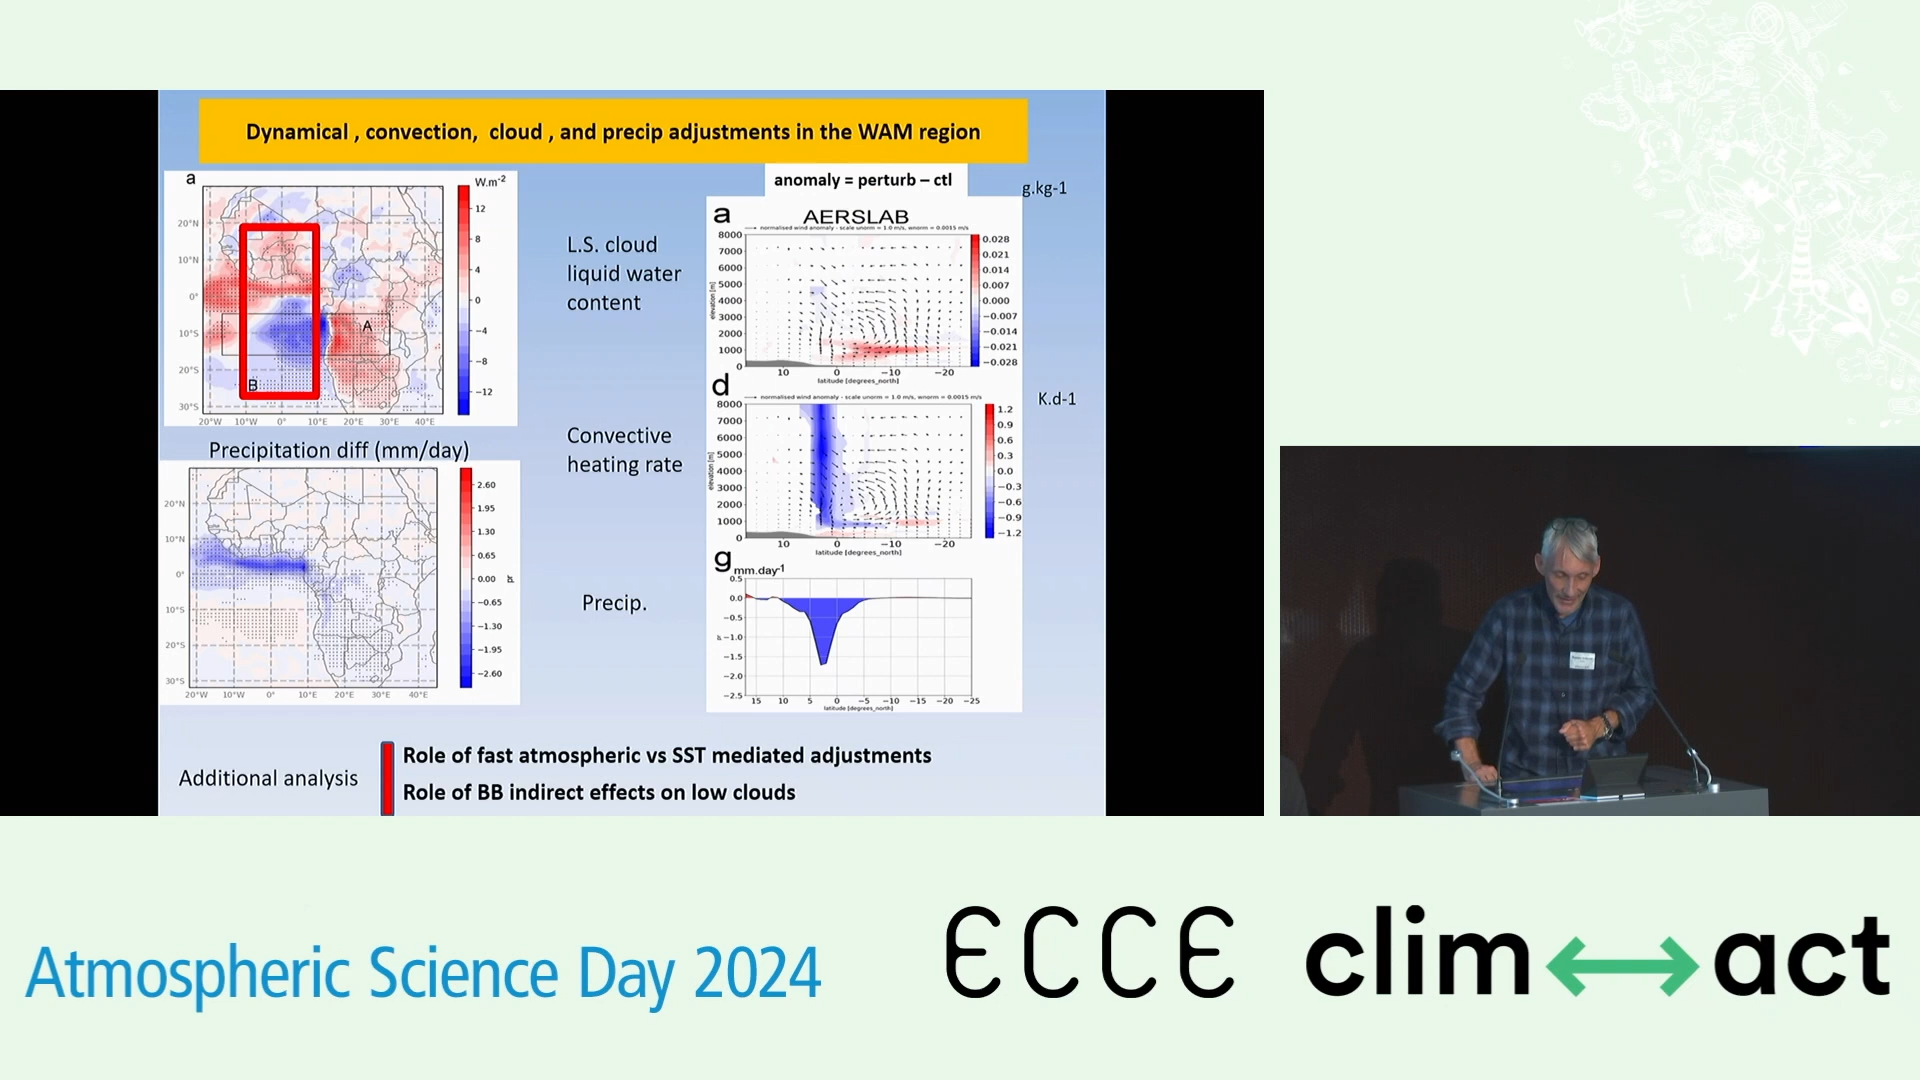 Dynamical , convection, cloud , and precip adjustments in the WAM region
a
W.m-2
12
8
4
0
−4
−8
−12
20°N
10°N
0°
10°S
20°S
30°S
20°W 10°W 0° 10°E 20°E 30°E 40°E
A
B
Precipitation diff (mm/day)
2.60
1.95
1.30
0.65
0.00
−0.65
−1.30
−1.95
−2.60
pr
20°N
10°N
0°
10°S
20°S
30°S
20°W 10°W 0° 10°E 20°E 30°E 40°E
L.S. cloud
liquid water
content
Convective
heating rate
Precip.
anomaly = perturb – ctl
g.kg-1
a
AERSLAB
normalised wind anomaly - scale unorm = 1.0 m/s, wnorm = 0.0015 m/s
8000
7000
6000
5000
4000
3000
2000
1000
0
elevation [m]
10 0 −10 −20
latitude [degrees_north]
0.028
0.021
0.014
0.007
0.000
−0.007
−0.014
−0.021
−0.028
d
K.d-1
normalised wind anomaly - scale unorm = 1.0 m/s, wnorm = 0.0015 m/s
8000
7000
6000
5000
4000
3000
2000
1000
0
elevation [m]
10 0 −10 −20
latitude [degrees_north]
1.2
0.9
0.6
0.3
0.0
−0.3
−0.6
−0.9
−1.2
g
mm.day-1
0.5
0.0
−0.5
−1.0
−1.5
−2.0
−2.5
pr
15 10 5 0 −5 −10 −15 −20 −25
latitude [degrees_north]
Additional analysis
Role of fast atmospheric vs SST mediated adjustments
Role of BB indirect effects on low clouds
Atmospheric Science Day 2024
ECCE
clim act